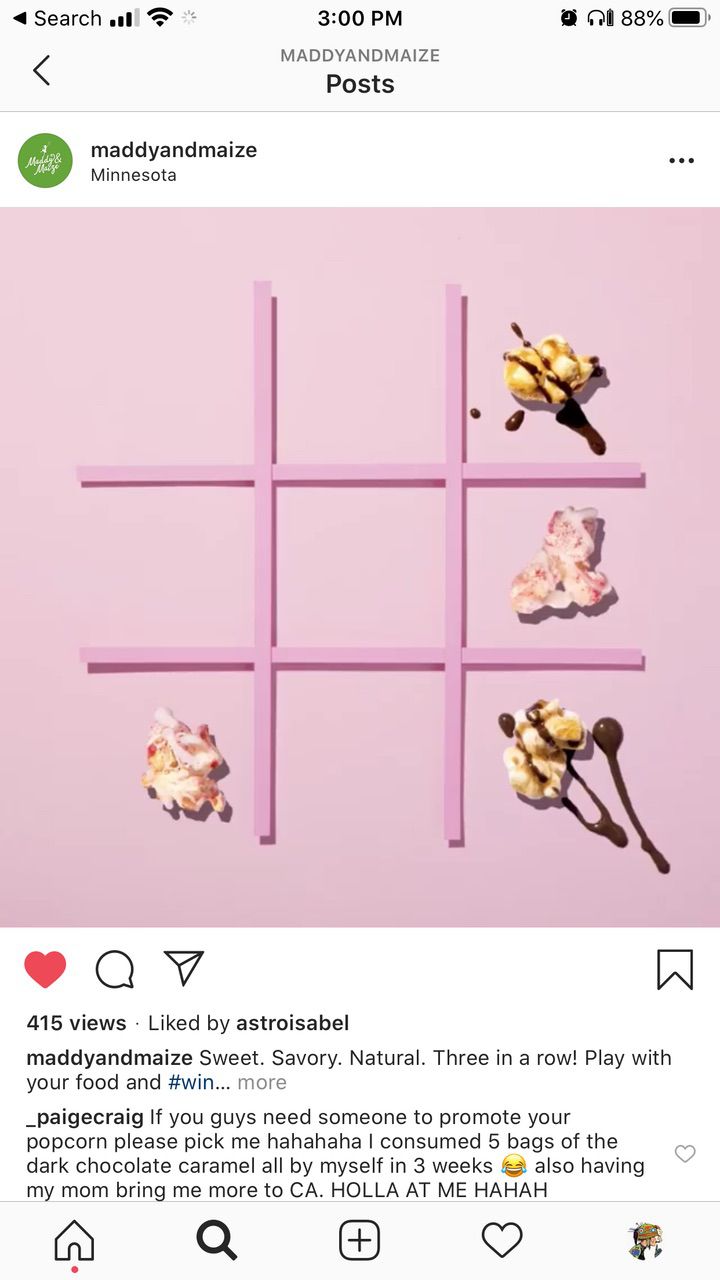 Search
3:00 PM
88%
MADDYANDMAIZE
Posts
Maddy &
Maize
maddyandmaize
Minnesota
415 views · Liked by astroisabel
maddyandmaize Sweet. Savory. Natural. Three in a row! Play with
your food and #win... more
_paigecraig If you guys need someone to promote your
popcorn please pick me hahahaha I consumed 5 bags of the
dark chocolate caramel all by myself in 3 weeks 😂 also having
my mom bring me more to CA. HOLLA AT ME HAHAH